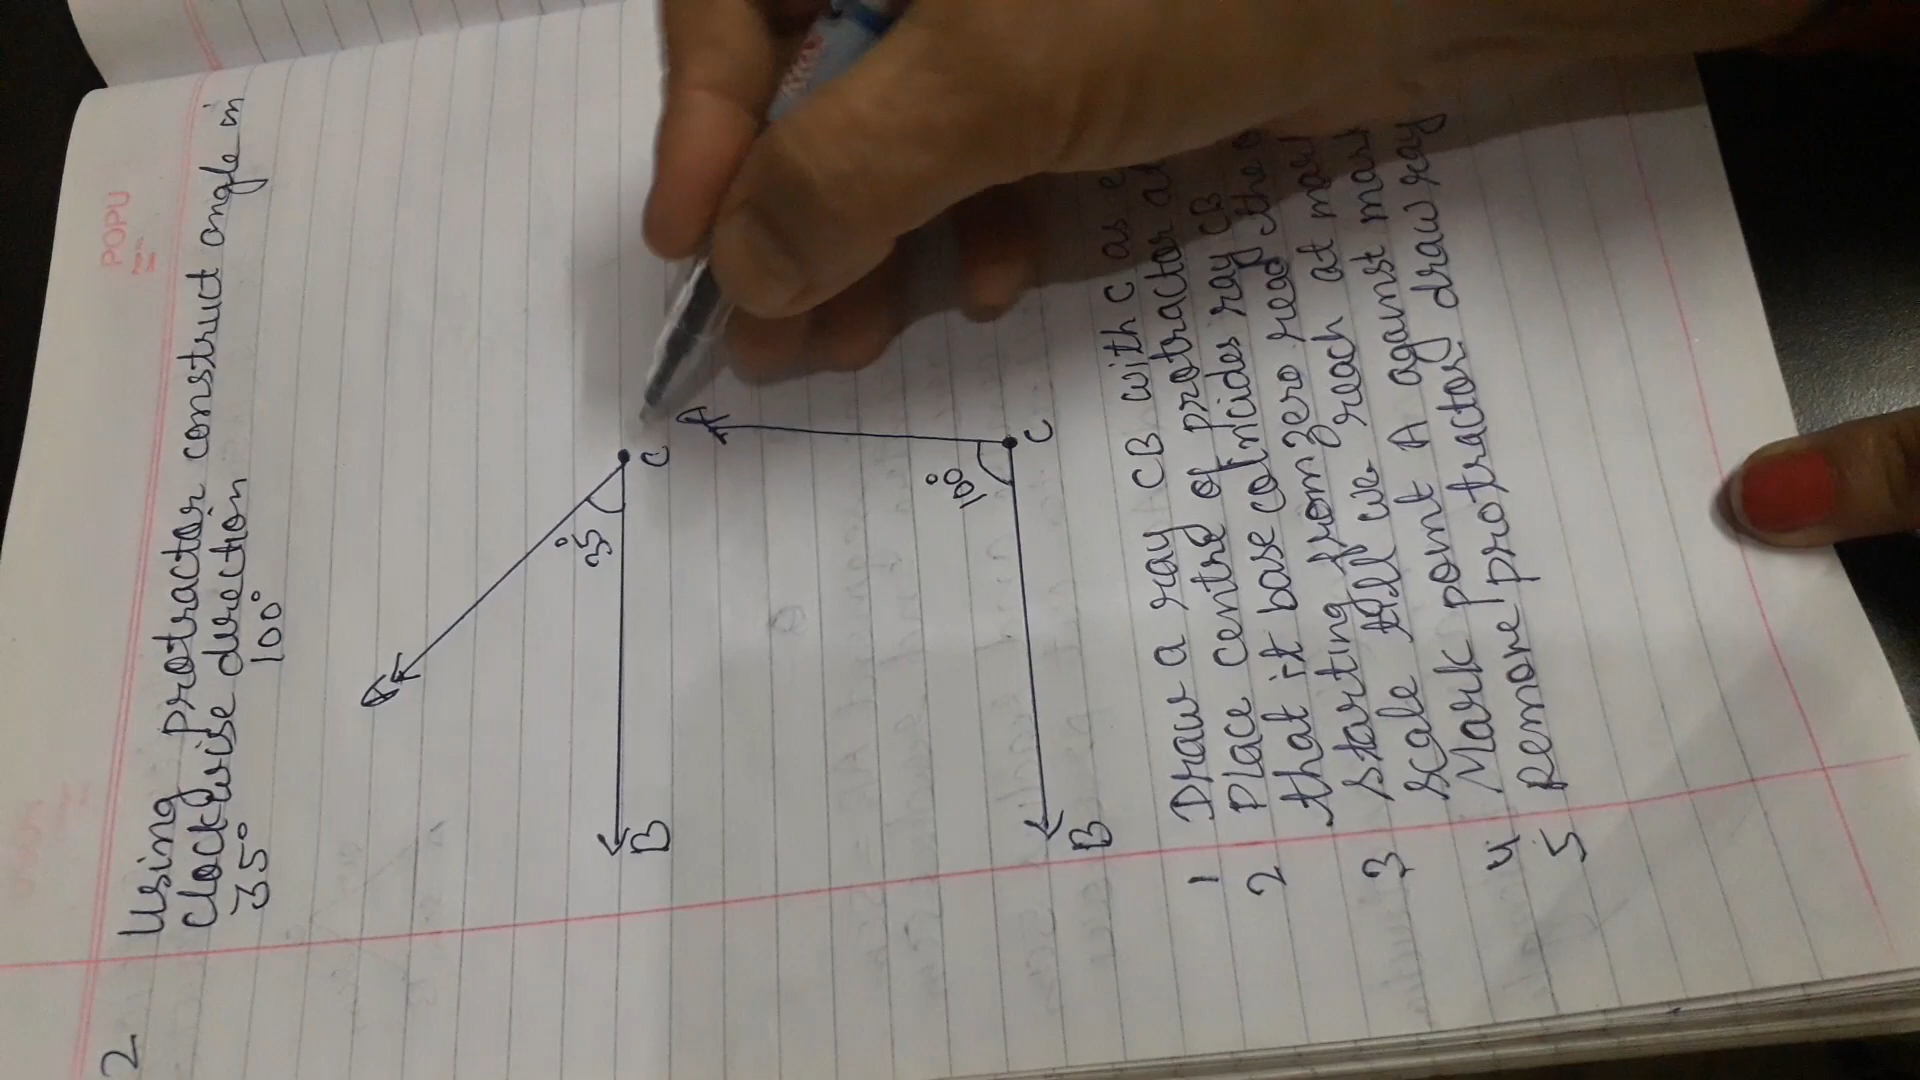 2 Using protractor construct angle in
clockwise direction
35° 100°
A
35°
B C
A
100°
B C
1 Draw a ray CB with C as
2 Place centre of protractor
that it base coincides ray CB
3 starting from zero read the
scale till we reach at mark
4 Mark point A against mark
5 remove protractor draw ray
POPU